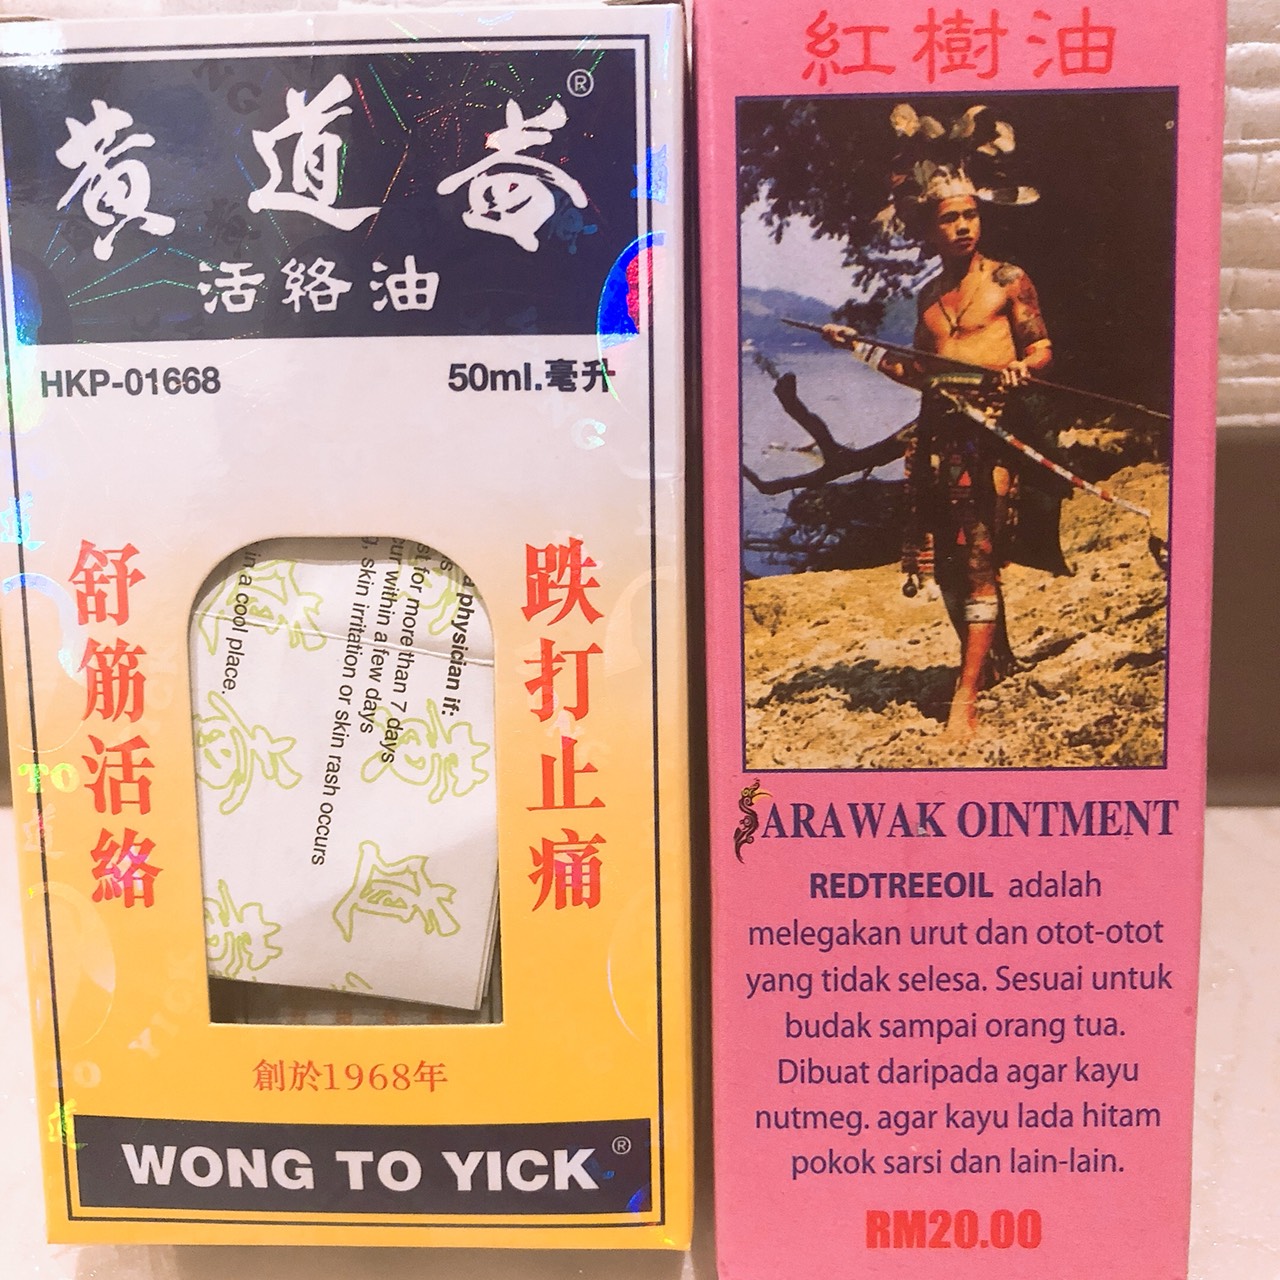 黃道益®
活絡油
HKP-01668
50ml.毫升
舒筋活絡
跌打止痛
a physician if:
for more than 7 days
within a few days
skin irritation or skin rash occurs
in a cool place.
創於1968年
WONG TO YICK®
紅樹油
SARAWAK OINTMENT
REDTREEOIL adalah
melegakan urut dan otot-otot
yang tidak selesa. Sesuai untuk
budak sampai orang tua.
Dibuat daripada agar kayu
nutmeg. agar kayu lada hitam
pokok sarsi dan lain-lain.
RM20.00